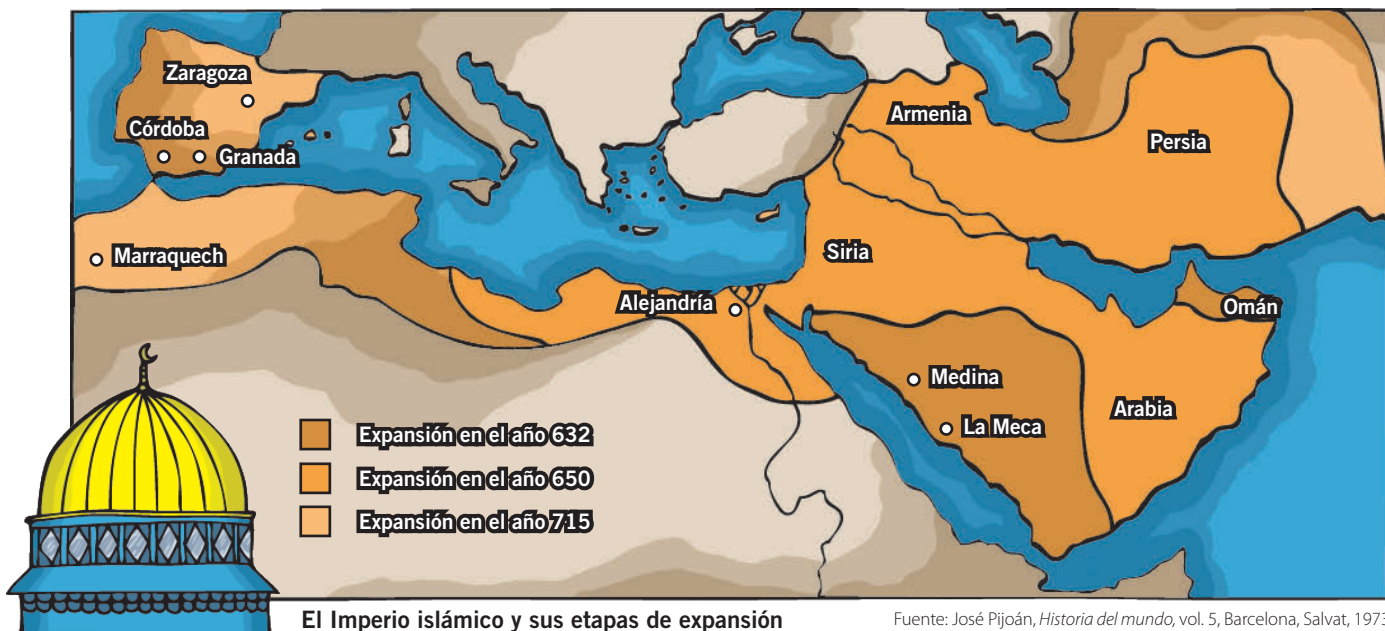 Zaragoza
Armenia
Córdoba
Persia
Granada
Marraquech
Siria
Alejandría
Omán
Medina
Arabia
La Meca
Expansión en el año 632
Expansión en el año 650
Expansión en el año 715
El Imperio islámico y sus etapas de expansión
Fuente: José Pijoán, Historia del mundo, vol. 5, Barcelona, Salvat, 1973